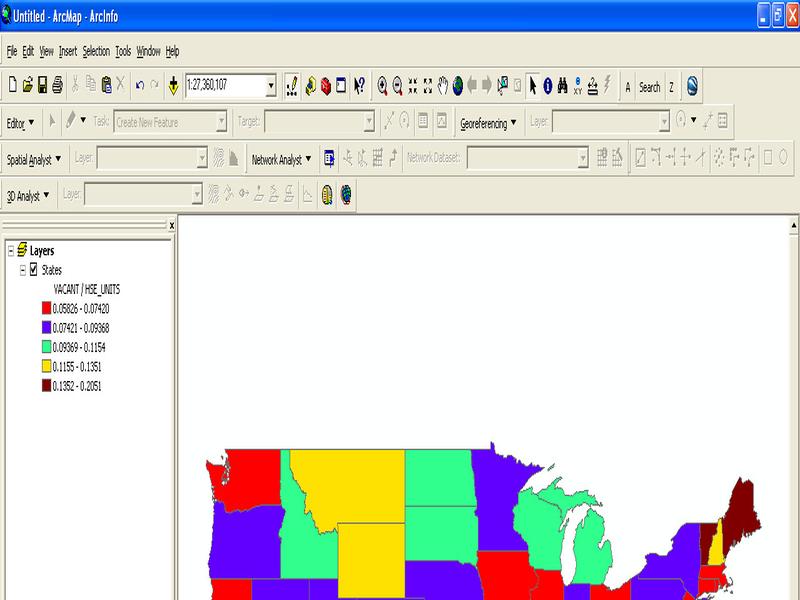 Untitled - ArcMap - ArcInfo
File Edit View Insert Selection Tools Window Help
1:27,360,107
A Search Z
Editor Task: Create New Feature Target: Georeferencing Layer:
Spatial Analyst Layer: Network Analyst Network Dataset:
3D Analyst Layer:
Layers
States
VACANT / HSE_UNITS
0.05826 - 0.07420
0.07421 - 0.09368
0.09369 - 0.1154
0.1155 - 0.1351
0.1352 - 0.2051